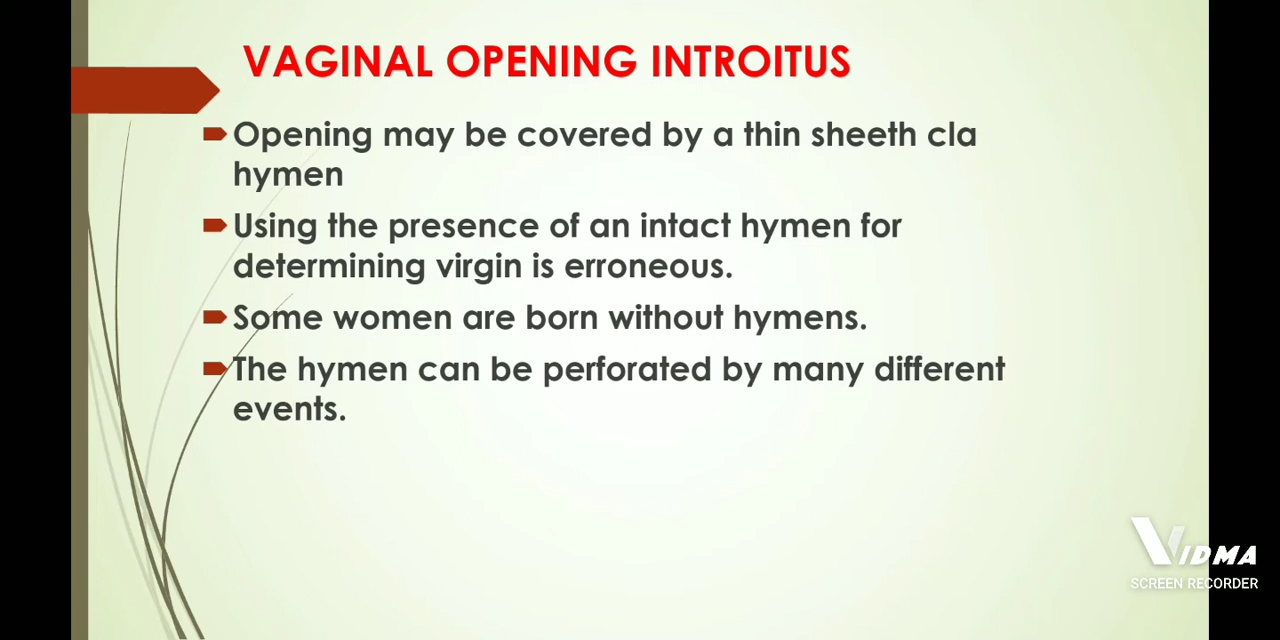 VAGINAL OPENING INTROITUS
Opening may be covered by a thin sheeth cla
hymen
Using the presence of an intact hymen for
determining virgin is erroneous.
Some women are born without hymens.
The hymen can be perforated by many different
events.
VIDMA
SCREEN RECORDER